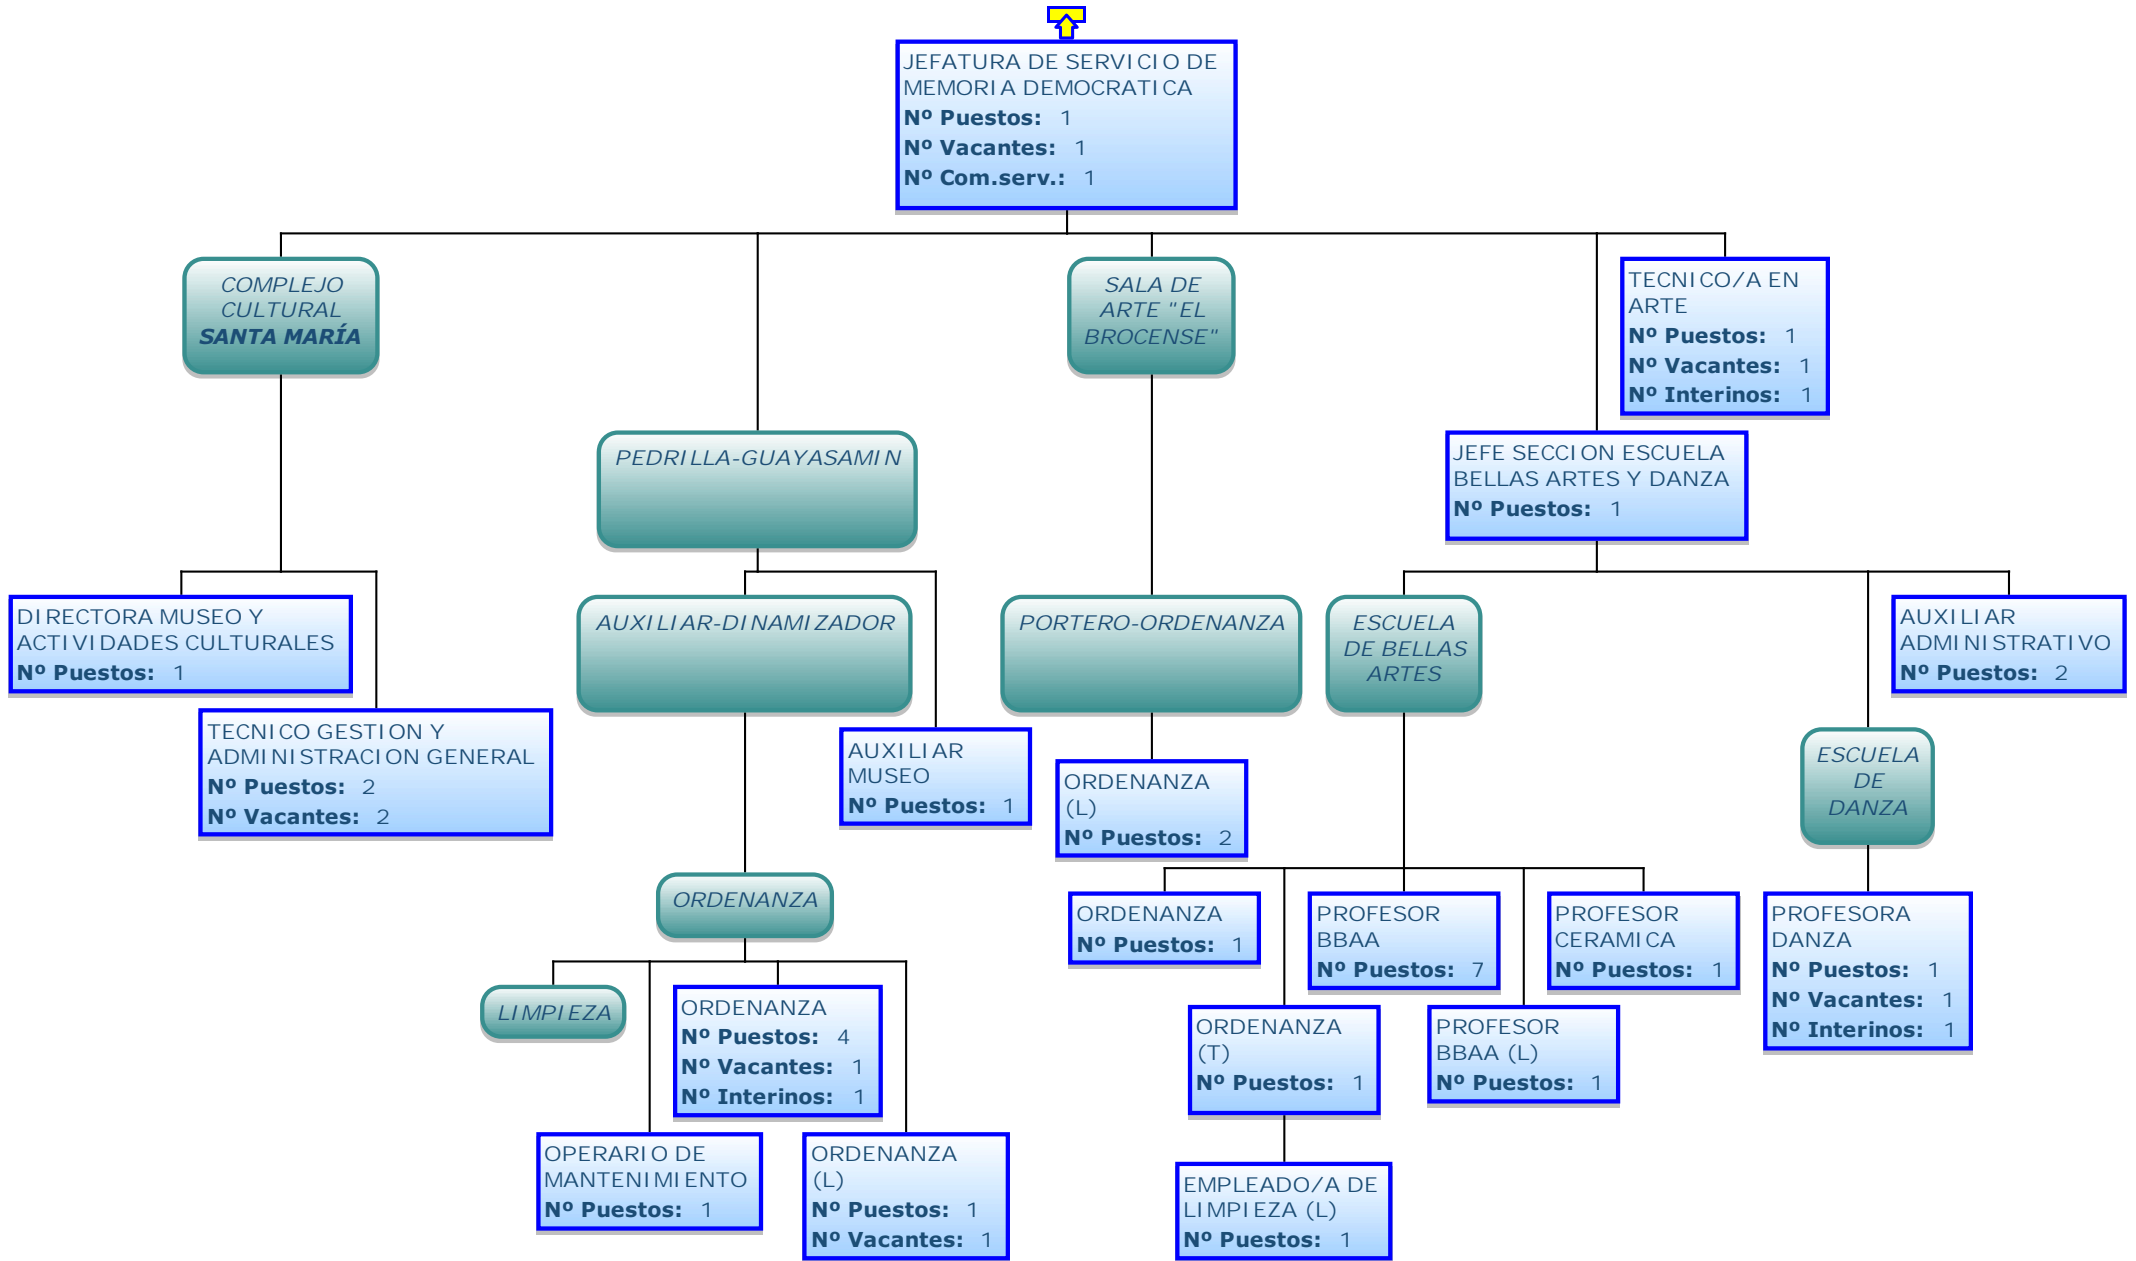 JEFATURA DE SERVICIO DE
MEMORIA DEMOCRATICA
Nº Puestos: 1
Nº Vacantes: 1
Nº Com.serv.: 1
COMPLEJO
CULTURAL
SANTA MARÍA
SALA DE
ARTE "EL
BROCENSE"
TECNICO/A EN
ARTE
Nº Puestos: 1
Nº Vacantes: 1
Nº Interinos: 1
PEDRILLA-GUAYASAMIN
JEFE SECCION ESCUELA
BELLAS ARTES Y DANZA
Nº Puestos: 1
DIRECTORA MUSEO Y
ACTIVIDADES CULTURALES
Nº Puestos: 1
TECNICO GESTION Y
ADMINISTRACION GENERAL
Nº Puestos: 2
Nº Vacantes: 2
AUXILIAR-DINAMIZADOR
AUXILIAR
MUSEO
Nº Puestos: 1
PORTERO-ORDENANZA
ORDENANZA
(L)
Nº Puestos: 2
ESCUELA
DE BELLAS
ARTES
AUXILIAR
ADMINISTRATIVO
Nº Puestos: 2
ESCUELA
DE
DANZA
ORDENANZA
LIMPIEZA
ORDENANZA
Nº Puestos: 4
Nº Vacantes: 1
Nº Interinos: 1
OPERARIO DE
MANTENIMIENTO
Nº Puestos: 1
ORDENANZA
(L)
Nº Puestos: 1
Nº Vacantes: 1
ORDENANZA
Nº Puestos: 1
PROFESOR
BBAA
Nº Puestos: 7
PROFESOR
CERAMICA
Nº Puestos: 1
PROFESORA
DANZA
Nº Puestos: 1
Nº Vacantes: 1
Nº Interinos: 1
ORDENANZA
(T)
Nº Puestos: 1
PROFESOR
BBAA (L)
Nº Puestos: 1
EMPLEADO/A DE
LIMPIEZA (L)
Nº Puestos: 1